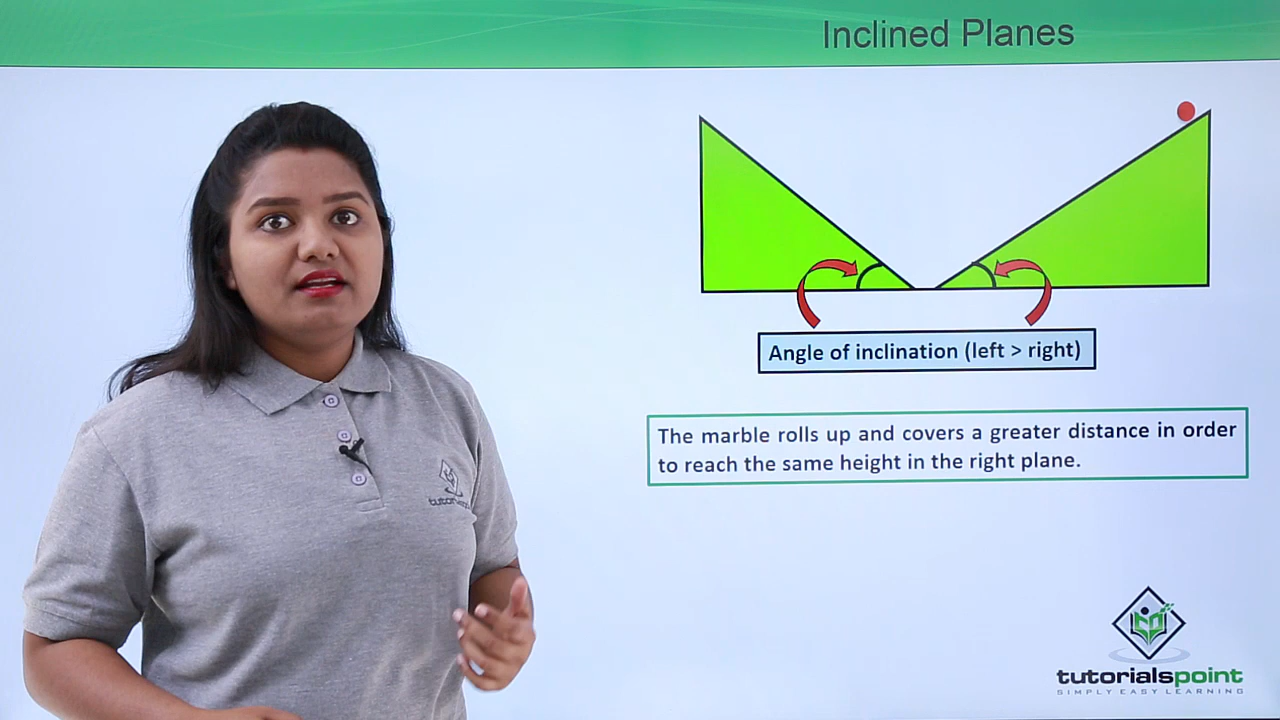 Inclined Planes
Angle of inclination (left > right)
The marble rolls up and covers a greater distance in order
to reach the same height in the right plane.
tutorialspoint
SIMPLY EASY LEARNING